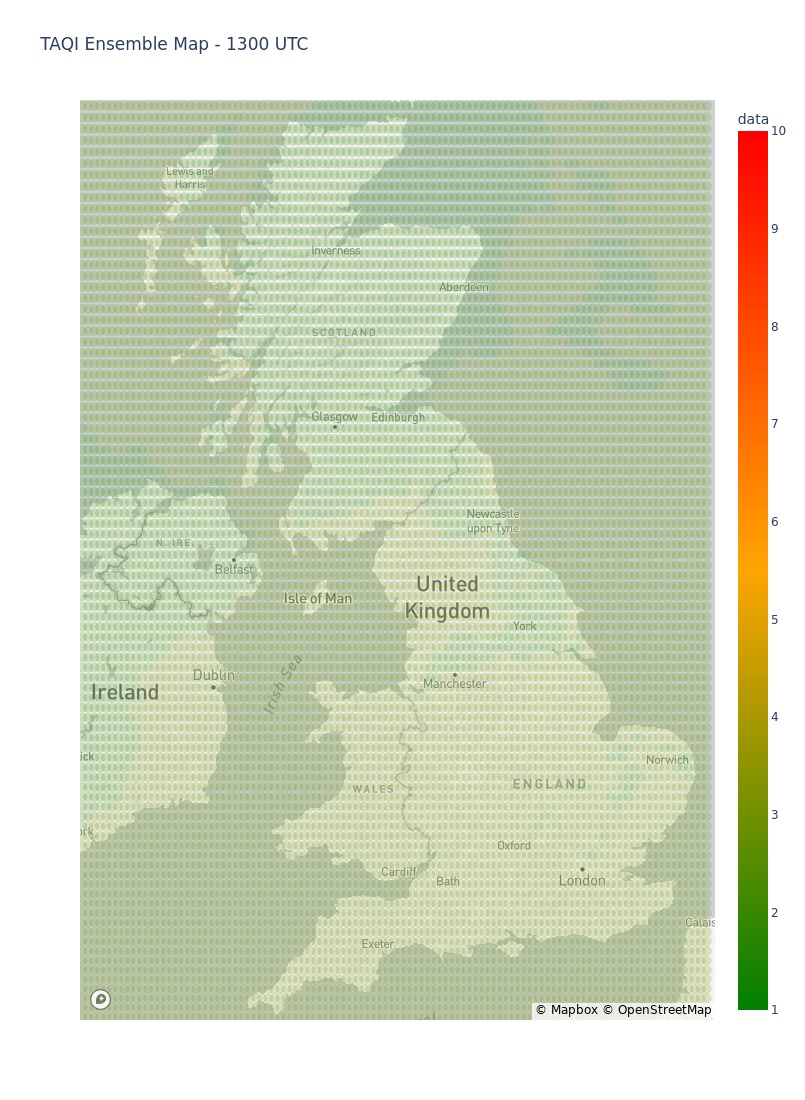 TAQI Ensemble Map - 1300 UTC
data
10
9
8
7
6
5
4
3
2
1
Lewis and
Harris
Inverness
Aberdeen
SCOTLAND
Glasgow
Edinburgh
Newcastle
upon Tyne
N. IRE.
Belfast
Isle of Man
United
Kingdom
York
Dublin
Irish Sea
Manchester
Ireland
ick
Norwich
WALES
ENGLAND
ork
Oxford
Cardiff
Bath
London
Calais
Exeter
© Mapbox © OpenStreetMap